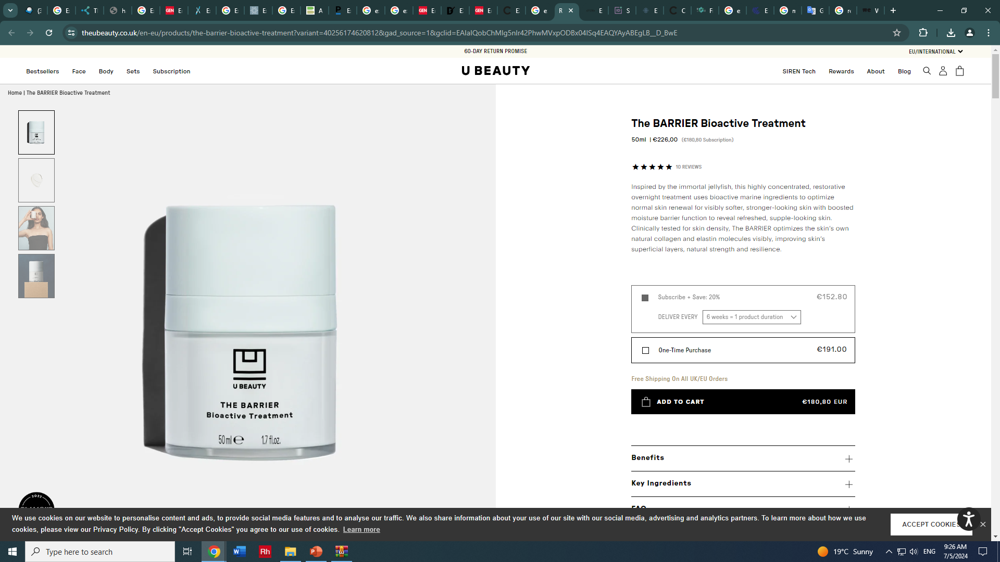 theubeauty.co.uk/en-eu/products/the-barrier-bioactive-treatment?variant=40256174620812&gad_source=1&gclid=EAIaIQobChMIg5nIr42PhwMVxpODBx04ISq4EAQYAyABEgLB__D_BwE
60-DAY RETURN PROMISE
EU/INTERNATIONAL
Bestsellers Face Body Sets Subscription
U BEAUTY
SIREN Tech Rewards About Blog
Home | The BARRIER Bioactive Treatment
The BARRIER Bioactive Treatment
50ml | €226,00 (€180,80 Subscription)
10 REVIEWS
Inspired by the immortal jellyfish, this highly concentrated, restorative
overnight treatment uses bioactive marine ingredients to optimize
normal skin renewal for visibly softer, stronger-looking skin with boosted
moisture barrier function to reveal refreshed, supple-looking skin.
Clinically tested for skin density, The BARRIER optimizes the skin's own
natural collagen and elastin molecules visibly, improving skin's
superficial layers, natural strength and resilience.
Subscribe + Save: 20% €152.80
DELIVER EVERY 6 weeks = 1 product duration
One-Time Purchase €191.00
Free Shipping On All UK/EU Orders
ADD TO CART €180,80 EUR
Benefits
Key Ingredients
FAQ
U BEAUTY
THE BARRIER
Bioactive Treatment
50 ml e 1.7 fl.oz.
2022
We use cookies on our website to personalise content and ads, to provide social media features and to analyse our traffic. We also share information about your use of our site with our social media, advertising and analytics partners. To learn more about how we use
cookies, please view our Privacy Policy. By clicking "Accept Cookies" you agree to our use of cookies. Learn more
ACCEPT COOKIES
Type here to search
19°C Sunny
ENG
9:26 AM
7/5/2024